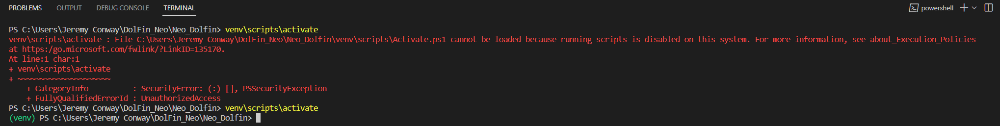 PROBLEMS OUTPUT DEBUG CONSOLE TERMINAL powershell
PS C:\Users\Jeremy Conway\DolFin_Neo\Neo_Dolfin> venv\scripts\activate
venv\scripts\activate : File C:\Users\Jeremy Conway\DolFin_Neo\Neo_Dolfin\venv\scripts\Activate.ps1 cannot be loaded because running scripts is disabled on this system. For more information, see about_Execution_Policies
at https:/go.microsoft.com/fwlink/?LinkID=135170.
At line:1 char:1
+ venv\scripts\activate
+ ~~~~~~~~~~~~~~~~~~~~~
+ CategoryInfo : SecurityError: (:) [], PSSecurityException
+ FullyQualifiedErrorId : UnauthorizedAccess
PS C:\Users\Jeremy Conway\DolFin_Neo\Neo_Dolfin> venv\scripts\activate
(venv) PS C:\Users\Jeremy Conway\DolFin_Neo\Neo_Dolfin>